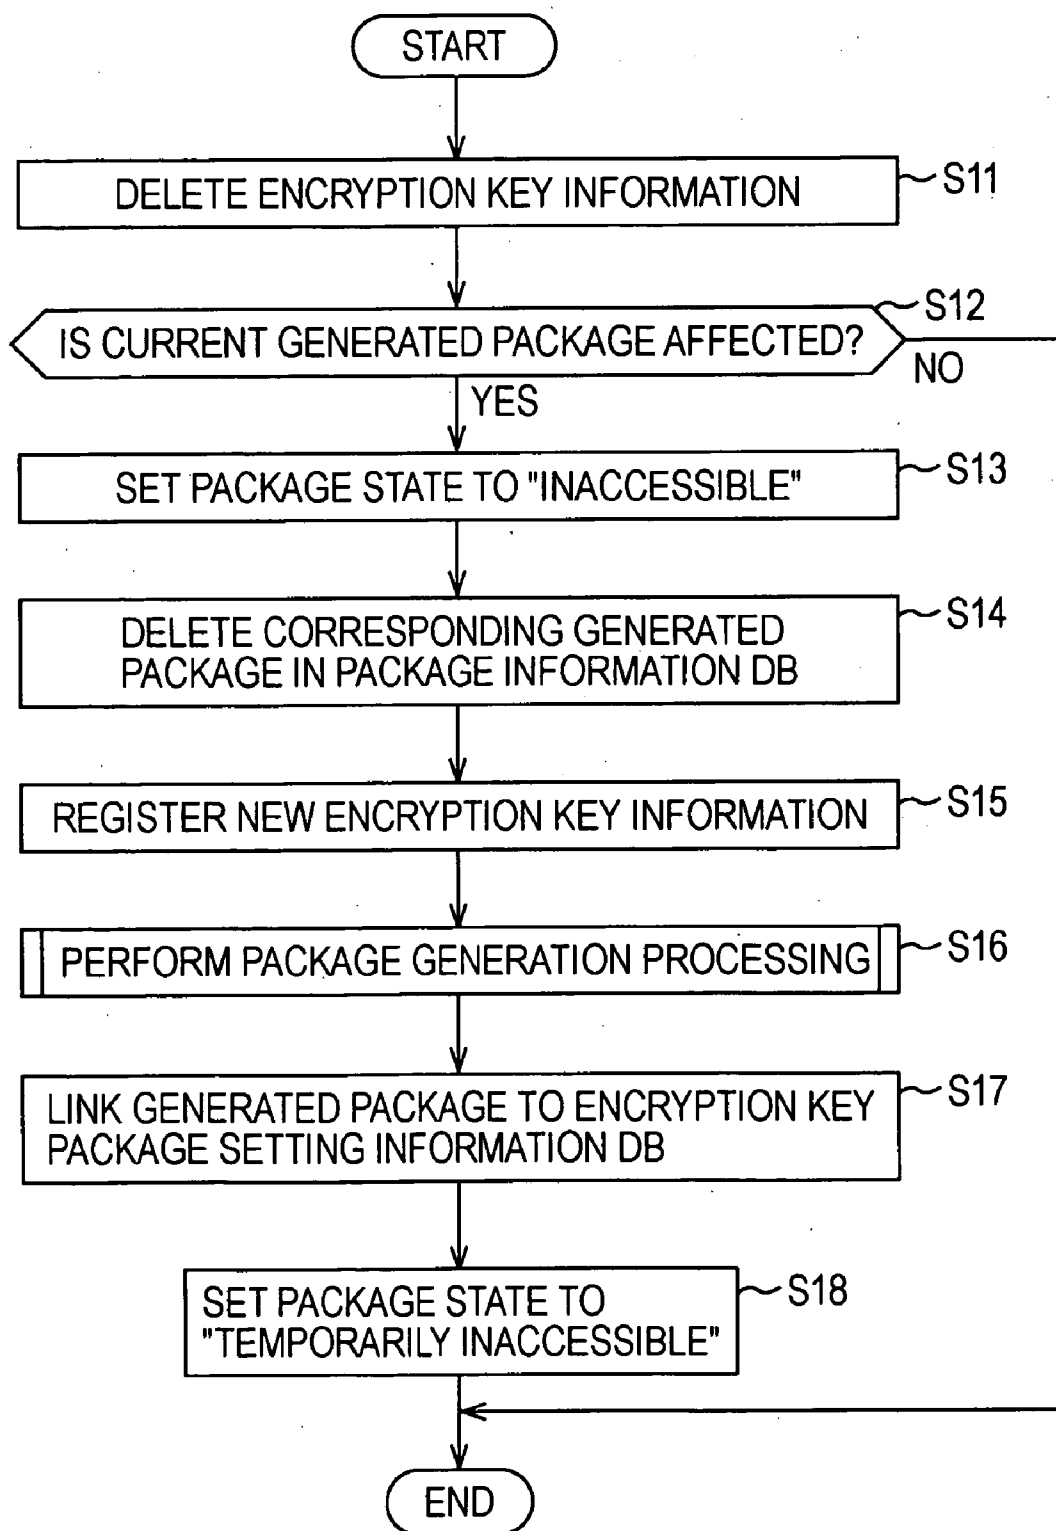 START
DELETE ENCRYPTION KEY INFORMATION
S11
IS CURRENT GENERATED PACKAGE AFFECTED?
S12
NO
YES
SET PACKAGE STATE TO "INACCESSIBLE"
S13
DELETE CORRESPONDING GENERATED
PACKAGE IN PACKAGE INFORMATION DB
S14
REGISTER NEW ENCRYPTION KEY INFORMATION
S15
PERFORM PACKAGE GENERATION PROCESSING
S16
LINK GENERATED PACKAGE TO ENCRYPTION KEY
PACKAGE SETTING INFORMATION DB
S17
SET PACKAGE STATE TO
"TEMPORARILY INACCESSIBLE"
S18
END